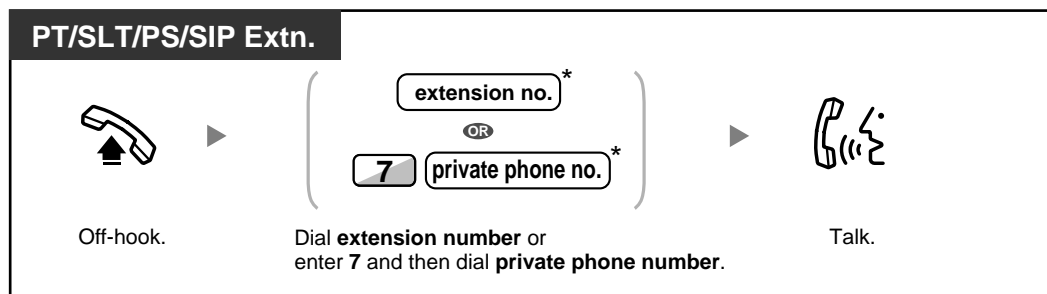 PT/SLT/PS/SIP Extn.
extension no.*
OR
7 private phone no.*
Off-hook.
Dial extension number or
enter 7 and then dial private phone number.
Talk.